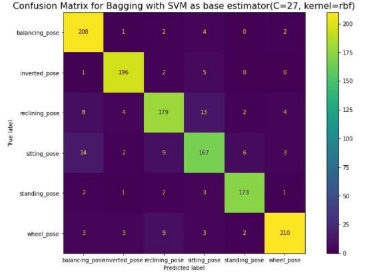 Confusion Matrix for Bagging with SVM as base estimator(C=27, kernel=rbf)
balancing_pose 208 1 2 4 0 2
inverted_pose 1 196 2 5 0 0
reclining_pose 8 4 179 13 2 4
sitting_pose 14 2 9 167 6 3
standing_pose 2 1 2 3 173 1
wheel_pose 3 3 9 3 2 210
balancing_pose inverted_pose reclining_pose sitting_pose standing_pose wheel_pose
Predicted label
True label
200
175
150
125
100
75
50
25
0